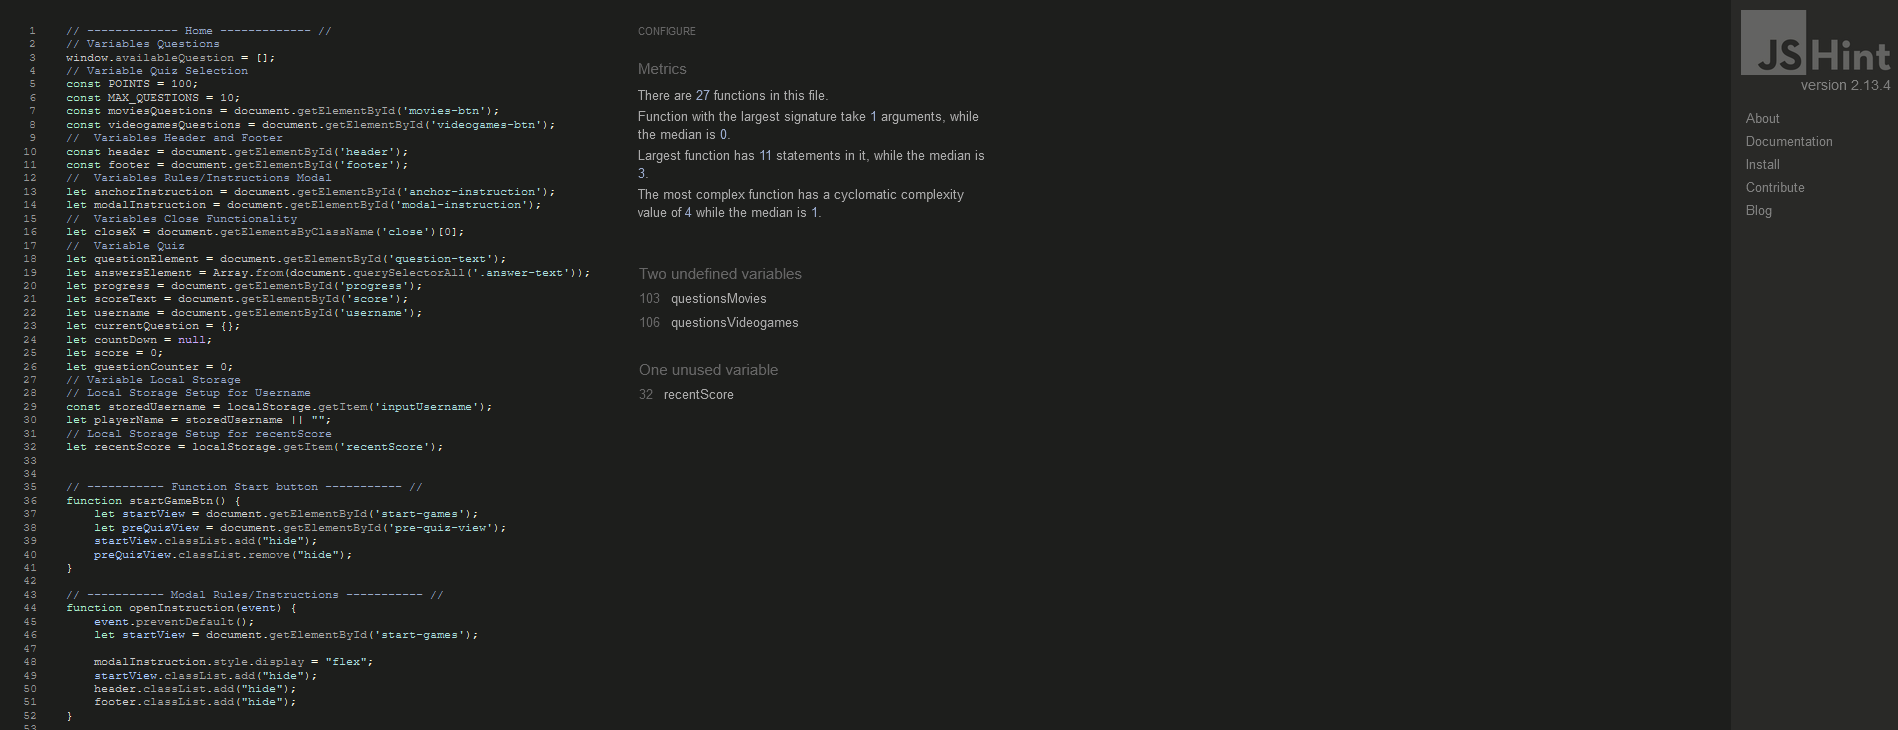 1 // ------------- Home ------------- //
2 // Variables Questions
3 window.availableQuestion = [];
4 // Variable Quiz Selection
5 const POINTS = 100;
6 const MAX_QUESTIONS = 10;
7 const moviesQuestions = document.getElementById('movies-btn');
8 const videogamesQuestions = document.getElementById('videogames-btn');
9 //  Variables Header and Footer
10 const header = document.getElementById('header');
11 const footer = document.getElementById('footer');
12 //  Variables Rules/Instructions Modal
13 let anchorInstruction = document.getElementById('anchor-instruction');
14 let modalInstruction = document.getElementById('modal-instruction');
15 //  Variables Close Functionality
16 let closeX = document.getElementsByClassName('close')[0];
17 //  Variable Quiz
18 let questionElement = document.getElementById('question-text');
19 let answersElement = Array.from(document.querySelectorAll('.answer-text'));
20 let progress = document.getElementById('progress');
21 let scoreText = document.getElementById('score');
22 let username = document.getElementById('username');
23 let currentQuestion = {};
24 let countDown = null;
25 let score = 0;
26 let questionCounter = 0;
27 // Variable Local Storage
28 // Local Storage Setup for Username
29 const storedUsername = localStorage.getItem('inputUsername');
30 let playerName = storedUsername || "";
31 // Local Storage Setup for recentScore
32 let recentScore = localStorage.getItem('recentScore');
33
34
35 // ----------- Function Start button ----------- //
36 function startGameBtn() {
37     let startView = document.getElementById('start-games');
38     let preQuizView = document.getElementById('pre-quiz-view');
39     startView.classList.add("hide");
40     preQuizView.classList.remove("hide");
41 }
42
43 // ----------- Modal Rules/Instructions ----------- //
44 function openInstruction(event) {
45     event.preventDefault();
46     let startView = document.getElementById('start-games');
47
48     modalInstruction.style.display = "flex";
49     startView.classList.add("hide");
50     header.classList.add("hide");
51     footer.classList.add("hide");
52 }
53
CONFIGURE
Metrics
There are 27 functions in this file.
Function with the largest signature take 1 arguments, while
the median is 0.
Largest function has 11 statements in it, while the median is
3.
The most complex function has a cyclomatic complexity
value of 4 while the median is 1.
Two undefined variables
103 questionsMovies
106 questionsVideogames
One unused variable
32 recentScore
JSHint
version 2.13.4
About
Documentation
Install
Contribute
Blog